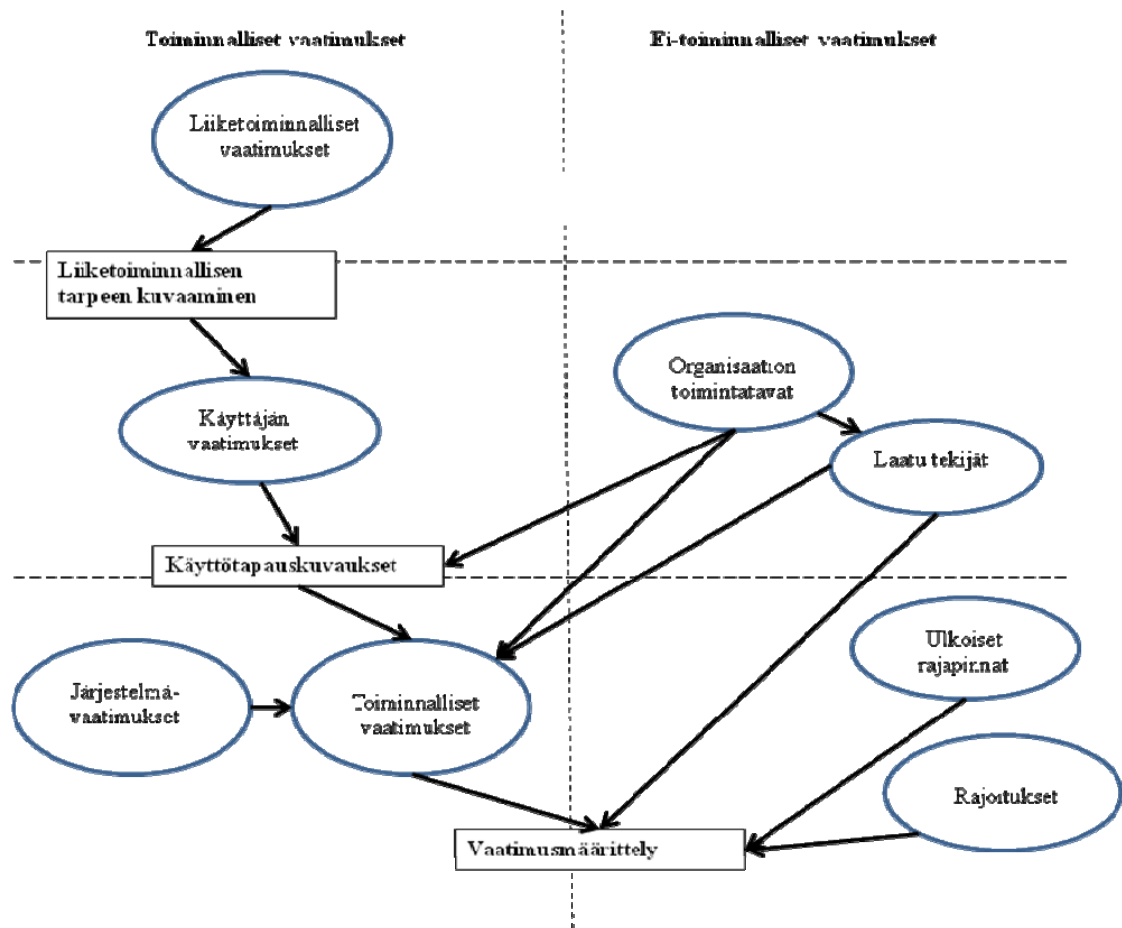 Toiminnalliset vaatimukset
Ei-toiminnalliset vaatimukset
Liiketoiminnalliset
vaatimukset
Liiketoiminnallisen
tarpeen kuvaaminen
Organisaation
toimintatavat
Käyttäjän
vaatimukset
Laatu tekijät
Käyttötapauskuvaukset
Ulkoiset
rajapinnat
Järjestelmä-
vaatimukset
Toiminnalliset
vaatimukset
Rajoitukset
Vaatimusmäärittely